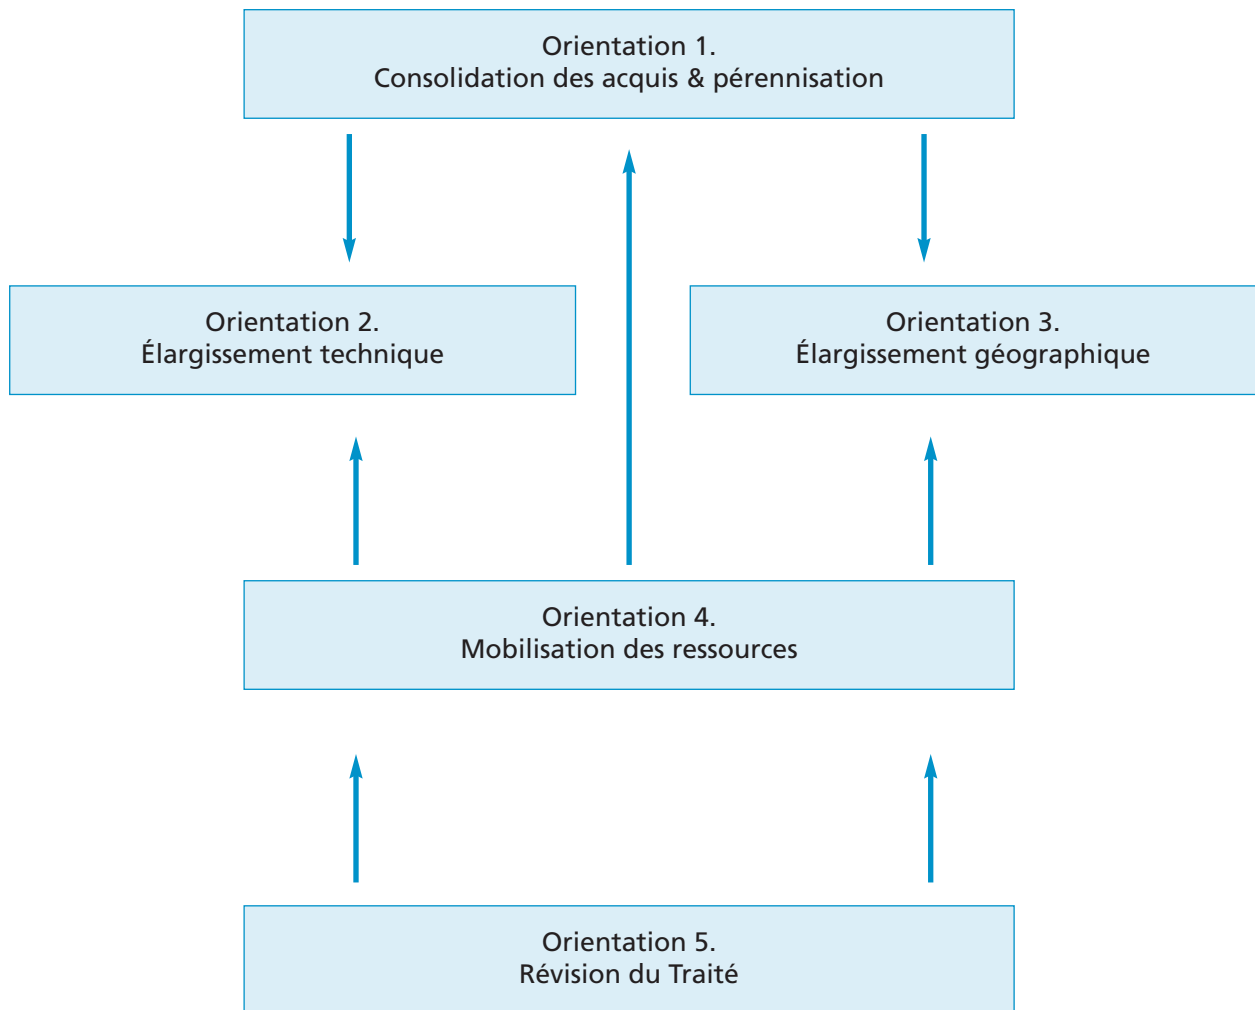 Orientation 1.
Consolidation des acquis & pérennisation
Orientation 2.
Élargissement technique
Orientation 3.
Élargissement géographique
Orientation 4.
Mobilisation des ressources
Orientation 5.
Révision du Traité